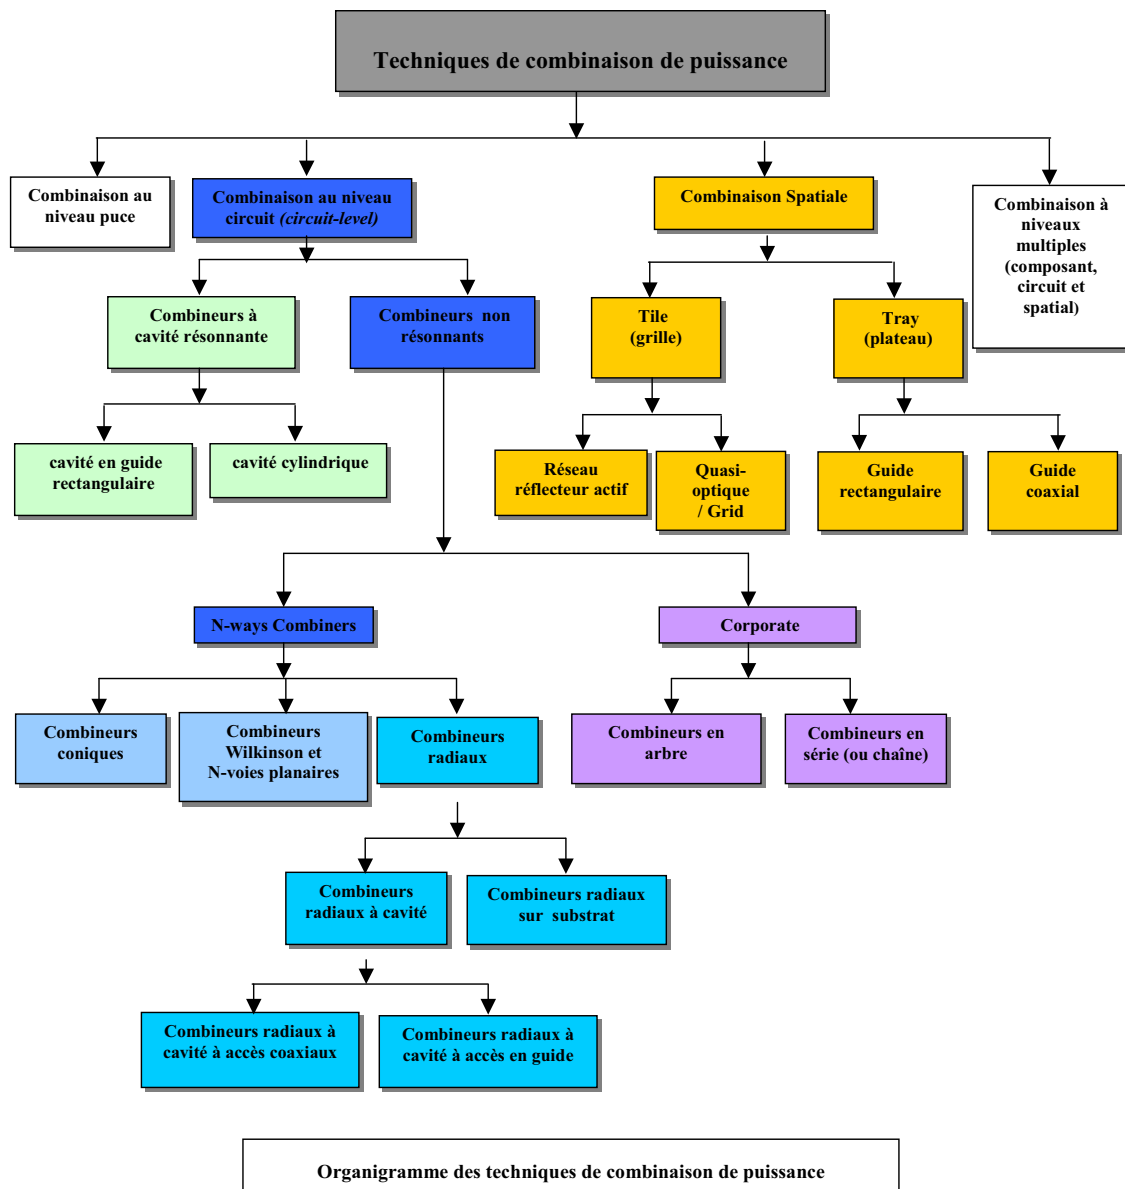 Techniques de combinaison de puissance
Combinaison au
niveau puce
Combinaison au niveau
circuit (circuit-level)
Combinaison Spatiale
Combinaison à
niveaux
multiples
(composant,
circuit et
spatial)
Combineurs à
cavité résonnante
Combineurs non
résonnants
Tile
(grille)
Tray
(plateau)
cavité en guide
rectangulaire
cavité cylindrique
Réseau
réflecteur actif
Quasi-
optique
/ Grid
Guide
rectangulaire
Guide
coaxial
N-ways Combiners
Corporate
Combineurs
coniques
Combineurs
Wilkinson et
N-voies planaires
Combineurs
radiaux
Combineurs en
arbre
Combineurs en
série (ou chaîne)
Combineurs
radiaux à cavité
Combineurs radiaux
sur substrat
Combineurs radiaux à
cavité à accès coaxiaux
Combineurs radiaux à
cavité à accès en guide
Organigramme des techniques de combinaison de puissance